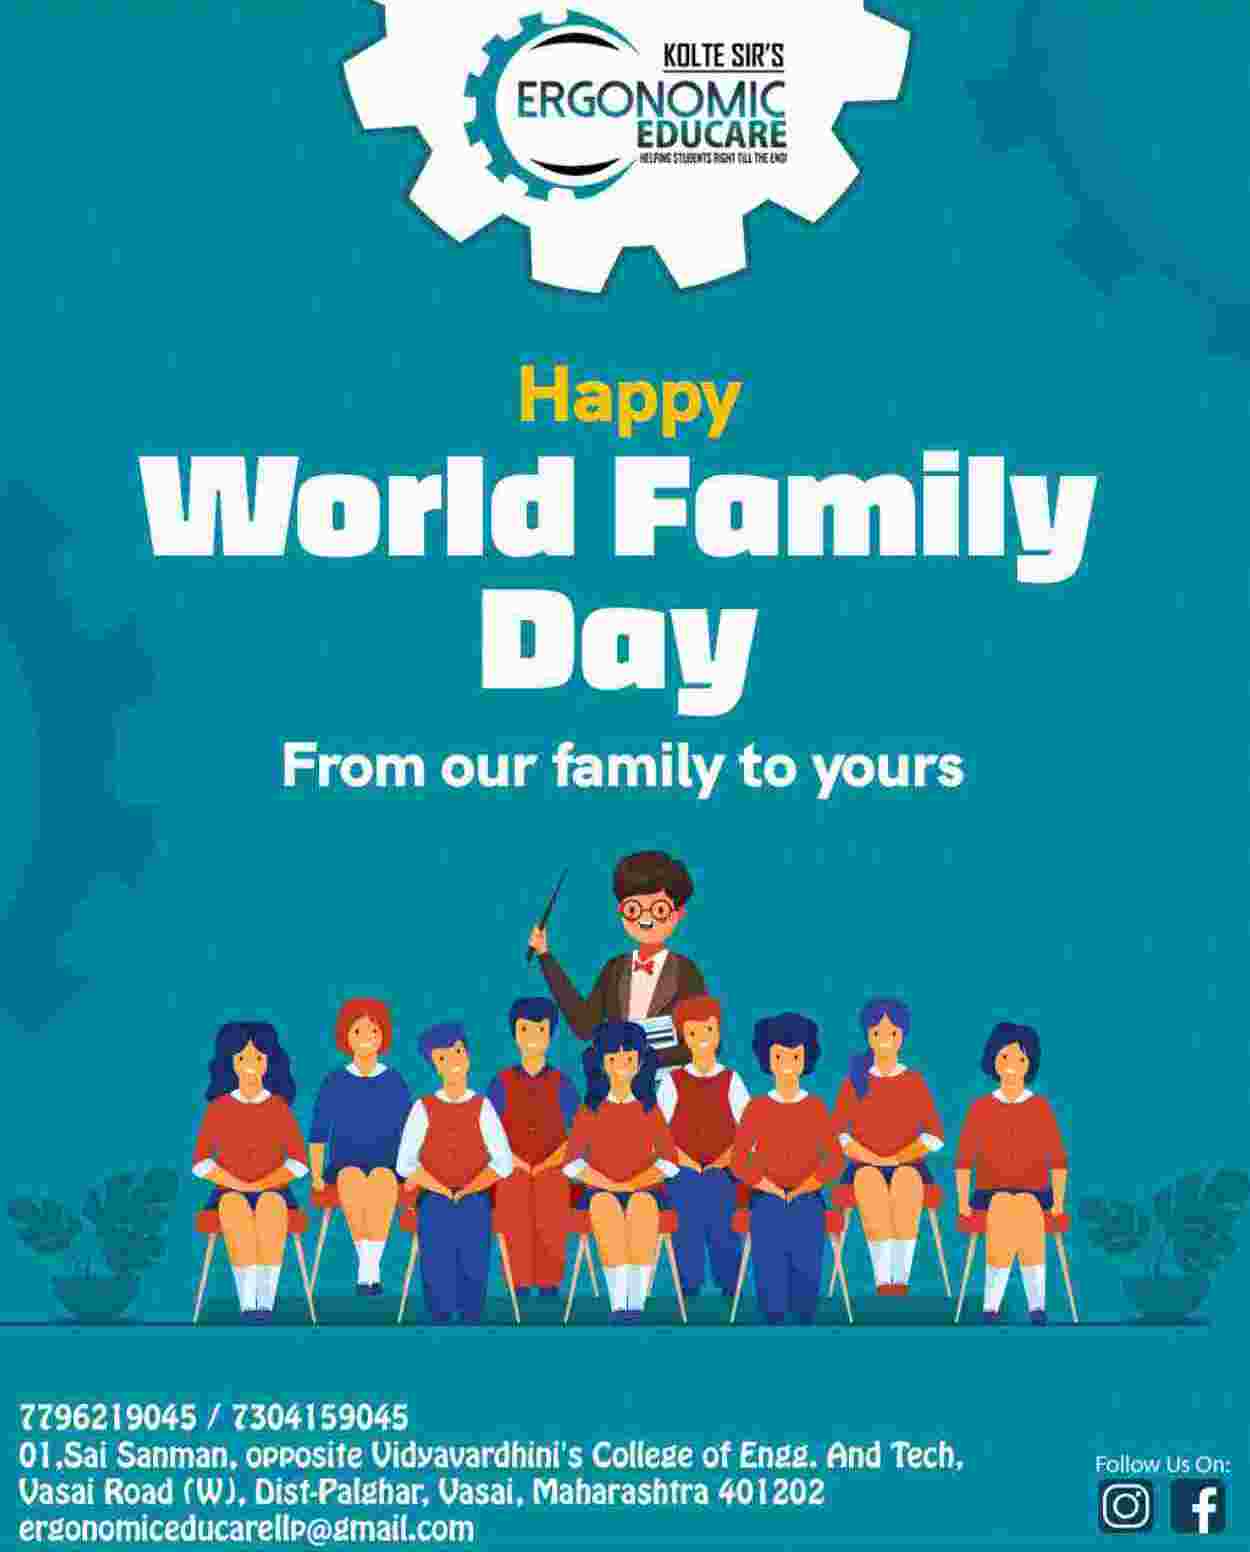 KOLTE SIR'S
ERGONOMIC
EDUCARE
HELPING STUDENTS RIGHT TILL THE END!
Happy
World Family
Day
From our family to yours
7796219045 / 7304159045
01,Sai Sanman, opposite Vidyavardhini's College of Engg. And Tech,
Vasai Road (W), Dist-Palghar, Vasai, Maharashtra 401202
ergonomiceducarellp@gmail.com
Follow Us On: